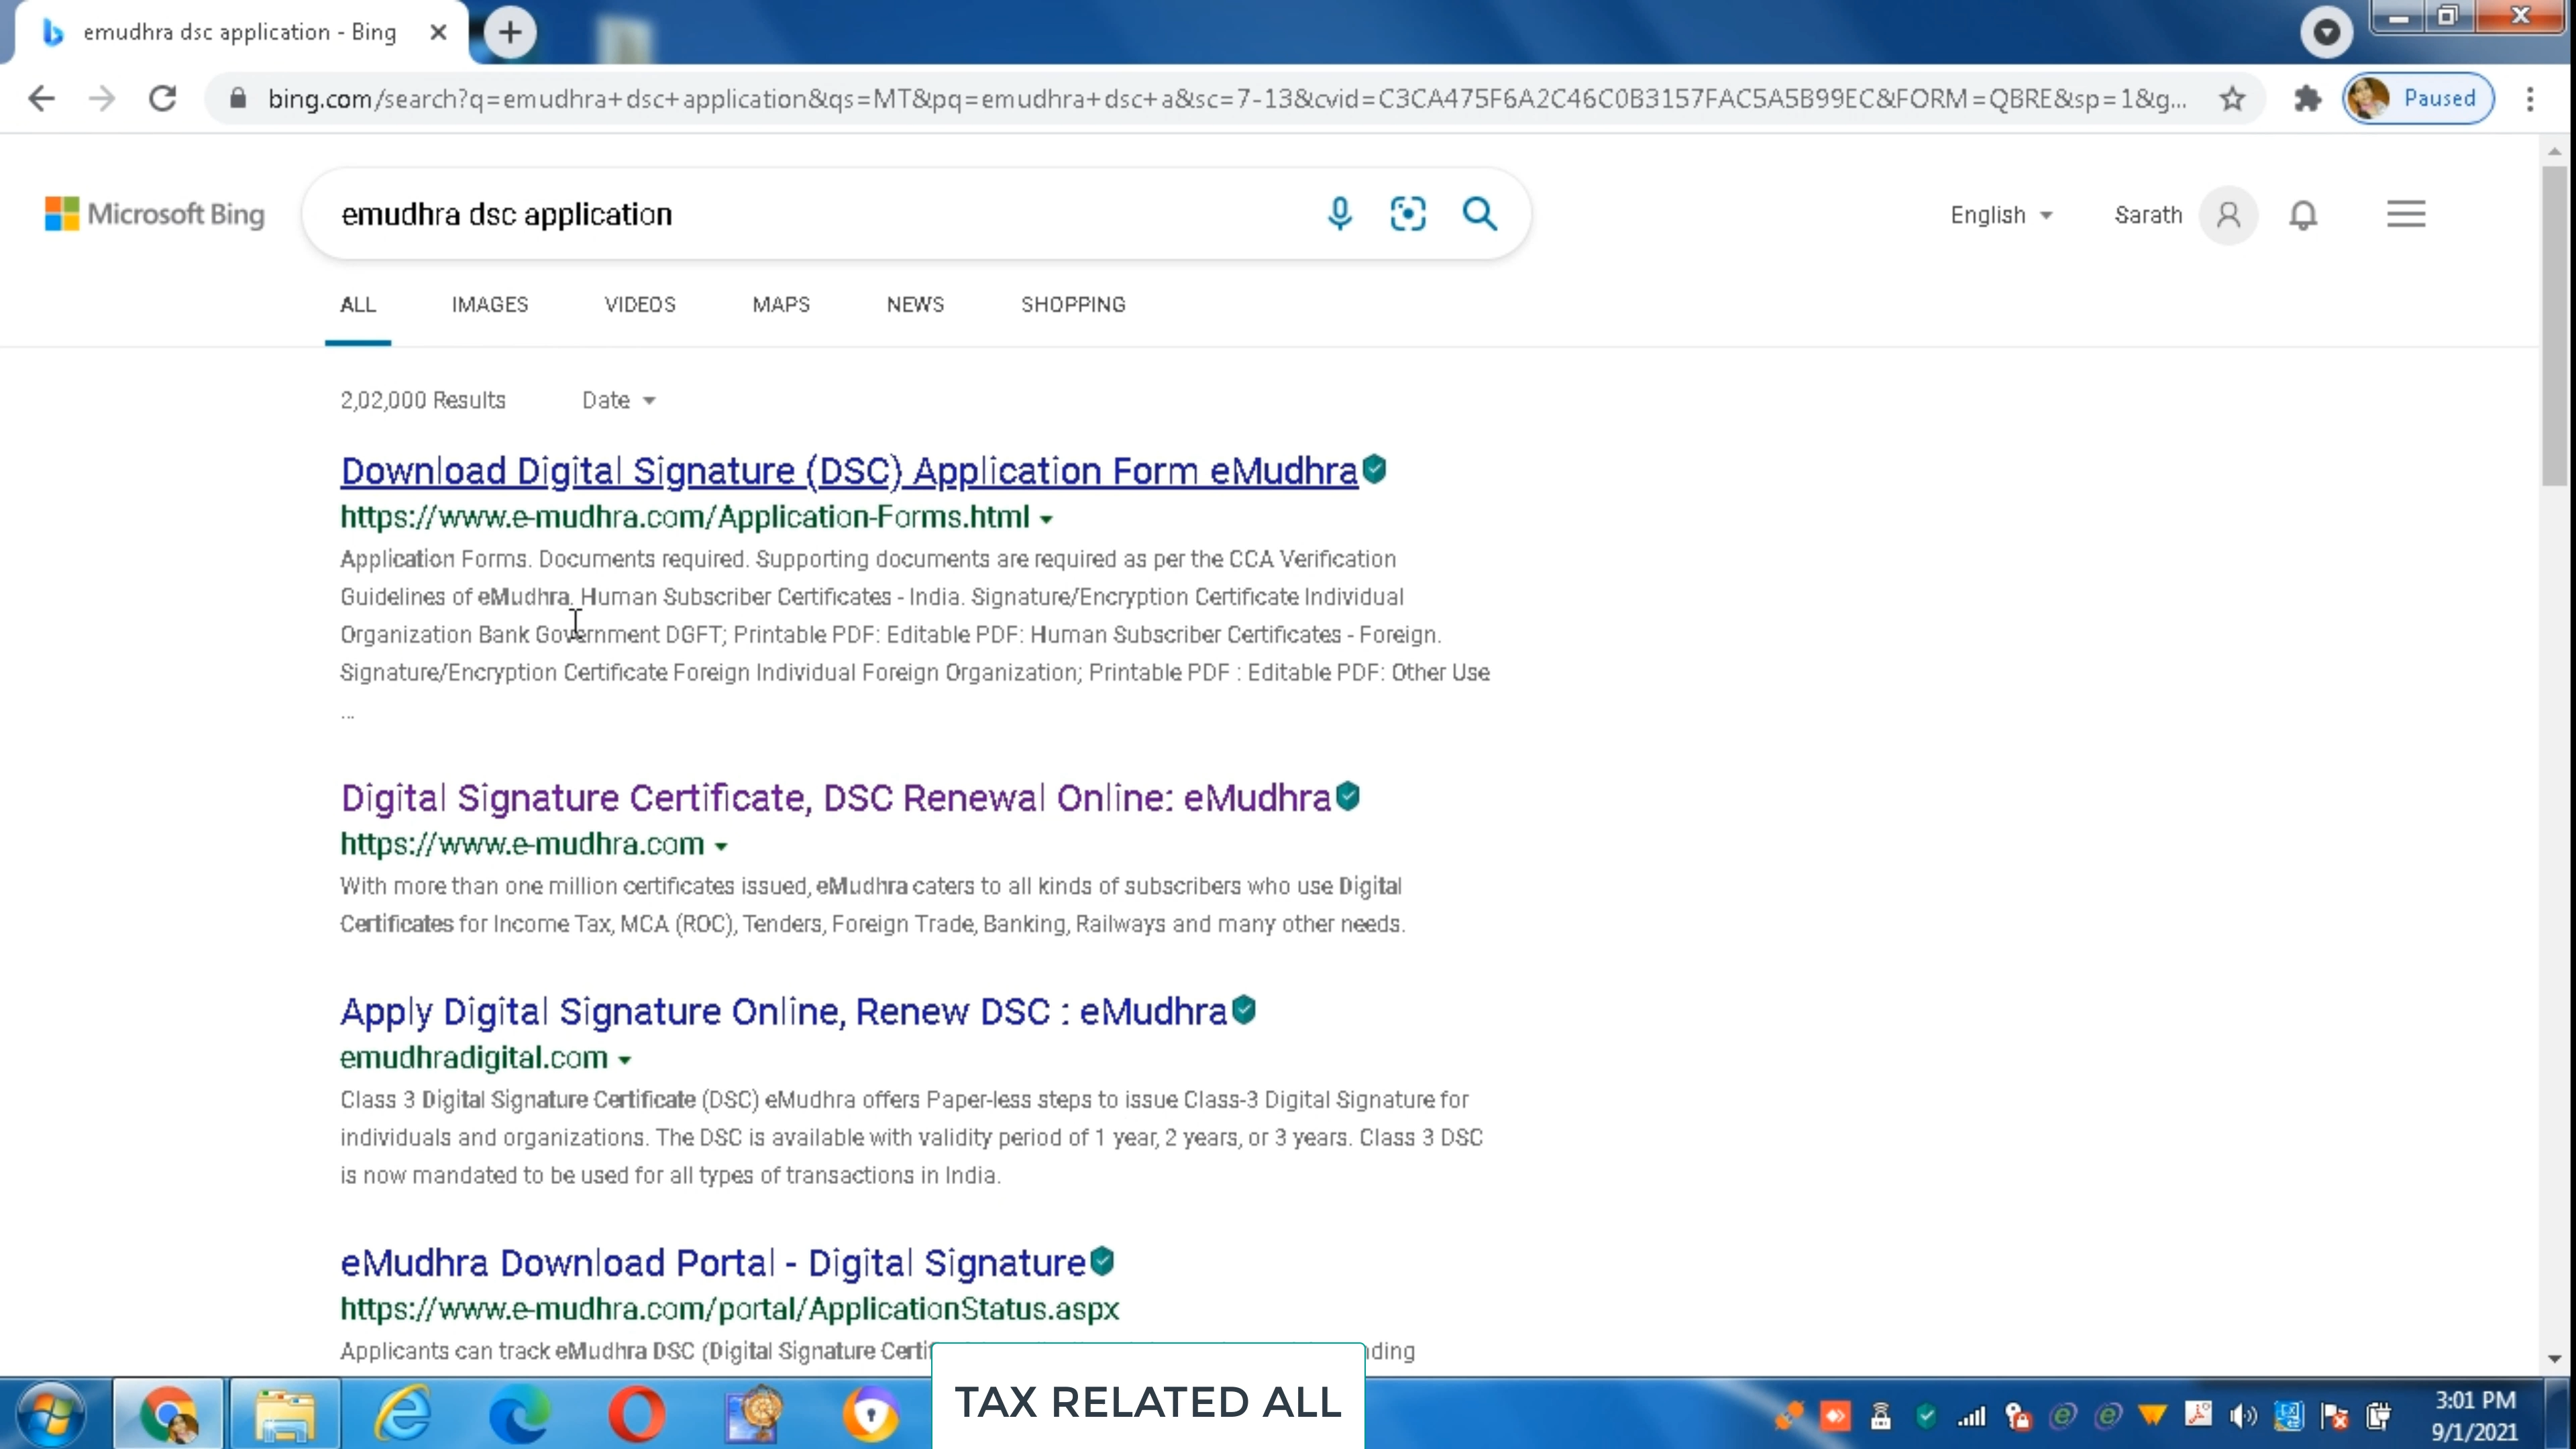 emudhra dsc application - Bing
bing.com/search?q=emudhra+dsc+application&qs=MT&pq=emudhra+dsc+a&sc=7-13&cvid=C3CA475F6A2C46C0B3157FAC5A5B99EC&FORM=QBRE&sp=1&g...
Paused
Microsoft Bing
emudhra dsc application
English
Sarath
ALL IMAGES VIDEOS MAPS NEWS SHOPPING
2,02,000 Results Date
Download Digital Signature (DSC) Application Form eMudhra
https://www.e-mudhra.com/Application-Forms.html
Application Forms. Documents required. Supporting documents are required as per the CCA Verification
Guidelines of eMudhra. Human Subscriber Certificates - India. Signature/Encryption Certificate Individual
Organization Bank Government DGFT; Printable PDF: Editable PDF: Human Subscriber Certificates - Foreign.
Signature/Encryption Certificate Foreign Individual Foreign Organization; Printable PDF : Editable PDF: Other Use
...
Digital Signature Certificate, DSC Renewal Online: eMudhra
https://www.e-mudhra.com
With more than one million certificates issued, eMudhra caters to all kinds of subscribers who use Digital
Certificates for Income Tax, MCA (ROC), Tenders, Foreign Trade, Banking, Railways and many other needs.
Apply Digital Signature Online, Renew DSC : eMudhra
emudhradigital.com
Class 3 Digital Signature Certificate (DSC) eMudhra offers Paper-less steps to issue Class-3 Digital Signature for
individuals and organizations. The DSC is available with validity period of 1 year, 2 years, or 3 years. Class 3 DSC
is now mandated to be used for all types of transactions in India.
eMudhra Download Portal - Digital Signature
https://www.e-mudhra.com/portal/ApplicationStatus.aspx
Applicants can track eMudhra DSC (Digital Signature
TAX RELATED ALL
3:01 PM
9/1/2021